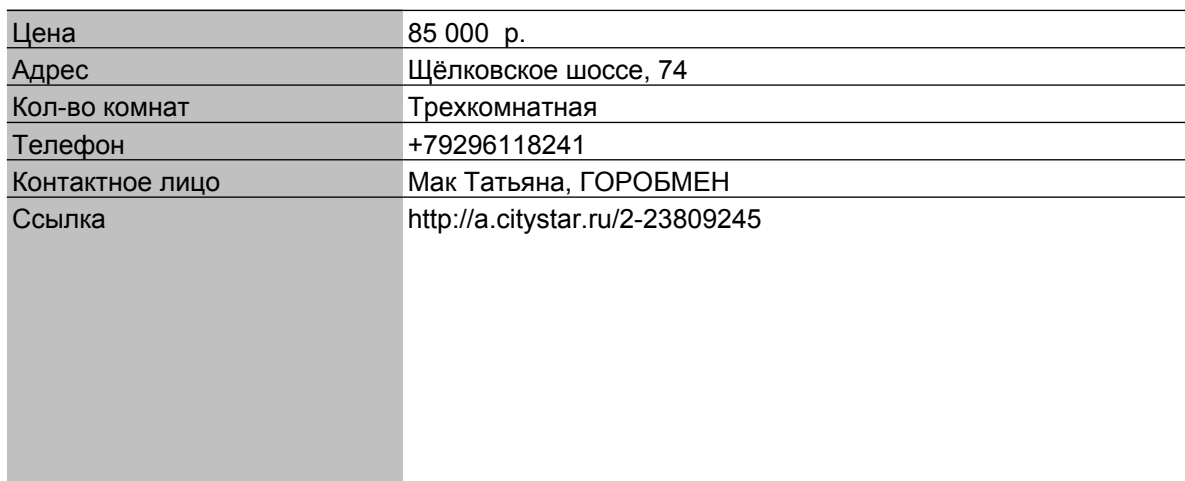 Цена 85 000 р.
Адрес Щёлковское шоссе, 74
Кол-во комнат Трехкомнатная
Телефон +79296118241
Контактное лицо Мак Татьяна, ГОРОБМЕН
Ссылка http://a.citystar.ru/2-23809245